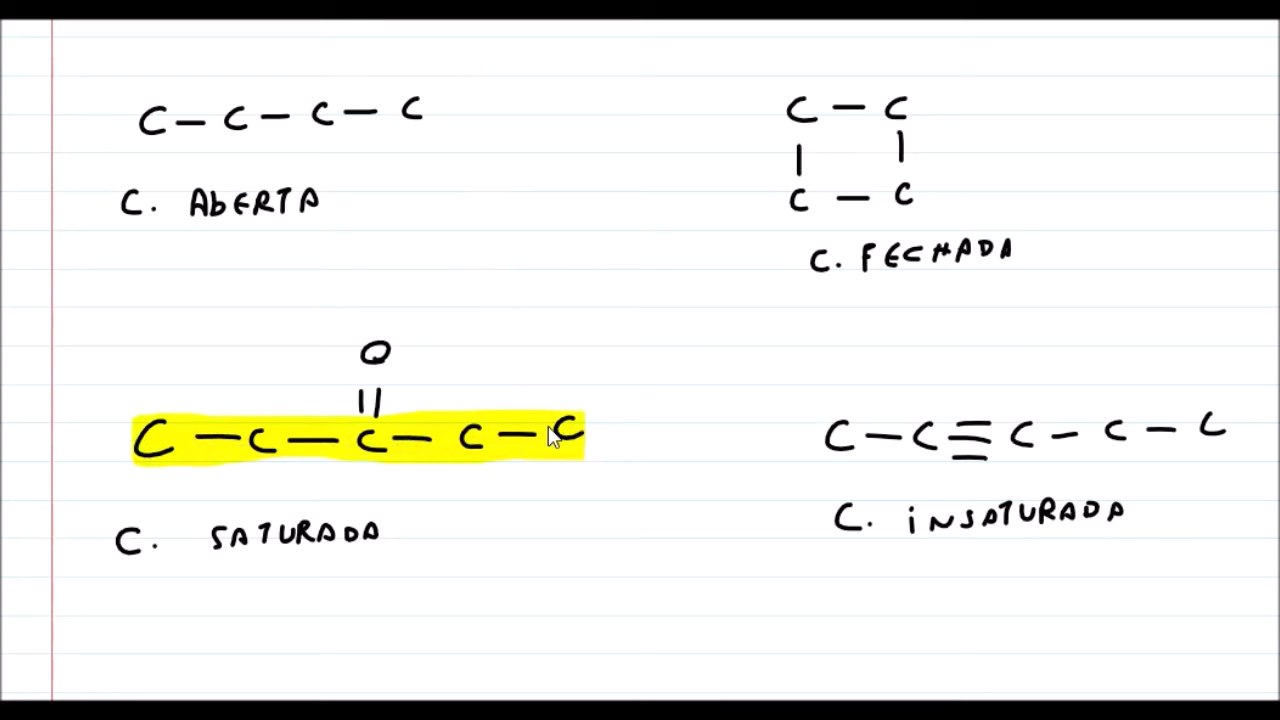 C — C — C — C
C. AbERTA
C — C
| |
C — C
C. FECHADA
O
||
C — C — C — C — C
C. SATURADA
C — C ≡ C — C — C
C. iNSATURADA